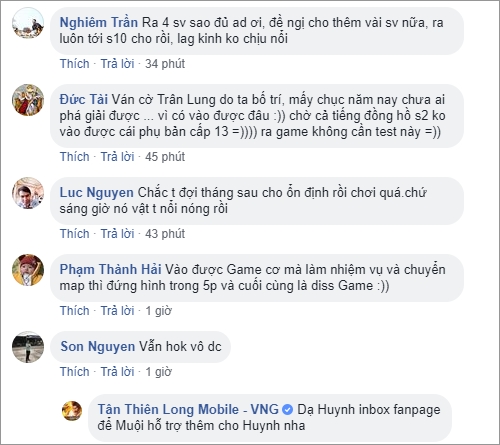 Nghiêm Trần Ra 4 sv sao đủ ad ơi, đề nị cho thêm vài sv nữa, ra
luôn tới s10 cho rồi, lag kinh ko chịu nổi
Thích · Trả lời · 34 phút
Đức Tài Ván cờ Trân Lung do ta bố trí, mấy chục năm nay chưa ai
phá giải được ... vì có vào được đâu :)) chờ cả tiếng đồng hồ s2 ko
vào được cái phụ bản cấp 13 =)))) ra game không cần test này =))
Thích · Trả lời · 45 phút
Luc Nguyen Chắc t đợi tháng sau cho ổn định rồi chơi quá.chứ
sáng giờ nó vật t nổi nóng rồi
Thích · Trả lời · 43 phút
Phạm Thành Hải Vào được Game cơ mà làm nhiệm vụ và chuyển
map thì đứng hình trong 5p và cuối cùng là diss Game :))
Thích · Trả lời · 1 giờ
Son Nguyen Vẫn hok vô dc
Thích · Trả lời · 1 giờ
Tân Thiên Long Mobile - VNG Dạ Huynh inbox fanpage
để Muội hỗ trợ thêm cho Huynh nha